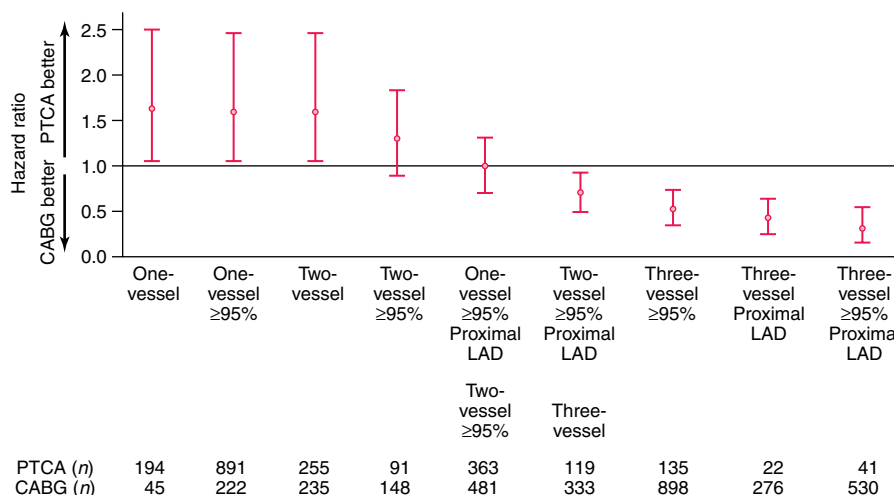 Hazard ratio
CABG better PTCA better
2.5
2.0
1.5
1.0
0.5
0.0
One-
vessel
One-
vessel
≥95%
Two-
vessel
Two-
vessel
≥95%
One-
vessel
≥95%
Proximal
LAD
Two-
vessel
≥95%
Proximal
LAD
Three-
vessel
≥95%
Three-
vessel
Proximal
LAD
Three-
vessel
≥95%
Proxima
LAD
Two-
vessel
≥95%
Three-
vessel
PTCA (n) 194 891 255 91 363 119 135 22 41
CABG (n) 45 222 235 148 481 333 898 276 530